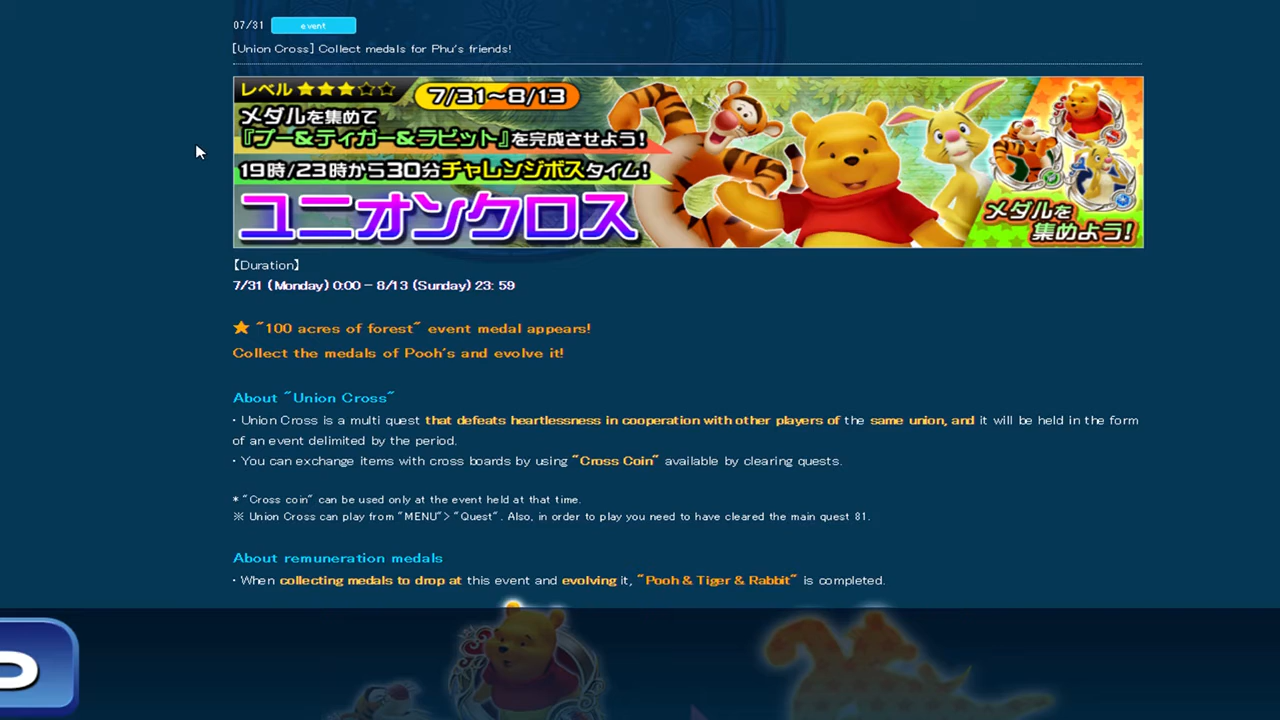 07/31 event
[Union Cross] Collect medals for Phu's friends!
レベル ★★★☆☆ 7/31~8/13
メダルを集めて
『プー&ティガー&ラビット』を完成させよう!
19時/23時から530分チャレンジボスタイム!
ユニオンクロス
メダルを
集めよう!
【Duration】
7/31 (Monday) 0:00 - 8/13 (Sunday) 23: 59
★ "100 acres of forest" event medal appears!
Collect the medals of Pooh's and evolve it!
About "Union Cross"
・Union Cross is a multi quest that defeats heartlessness in cooperation with other players of the same union, and it will be held in the form
of an event delimited by the period.
・You can exchange items with cross boards by using "Cross Coin" available by clearing quests.
* "Cross coin" can be used only at the event held at that time.
※ Union Cross can play from "MENU"> "Quest". Also, in order to play you need to have cleared the main quest 81.
About remuneration medals
・When collecting medals to drop at this event and evolving it, "Pooh & Tiger & Rabbit" is completed.